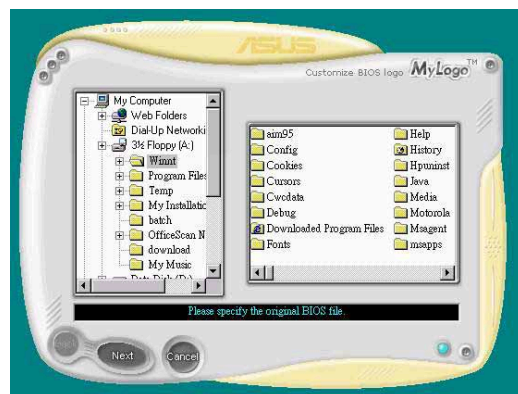 ASUS
Customize BIOS logo MyLogo™
My Computer
Web Folders
Dial-Up Networki
3½ Floppy (A:)
Winnt
Program Files
Temp
My Installatic
batch
OfficeScan N
download
My Music
aim95
Config
Cookies
Cursors
Cwcdata
Debug
Downloaded Program Files
Fonts
Help
History
Hpuninst
Java
Media
Motorola
Msagent
msapps
Please specify the original BIOS file.
Next
Cancel